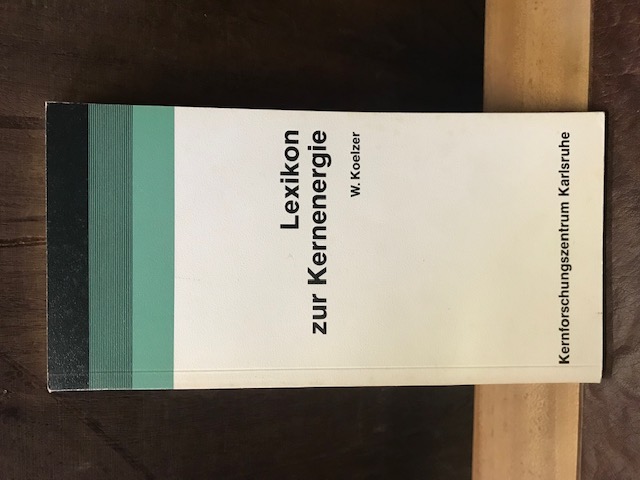 Lexikon
zur Kernenergie
W. Koelzer
Kernforschungszentrum Karlsruhe